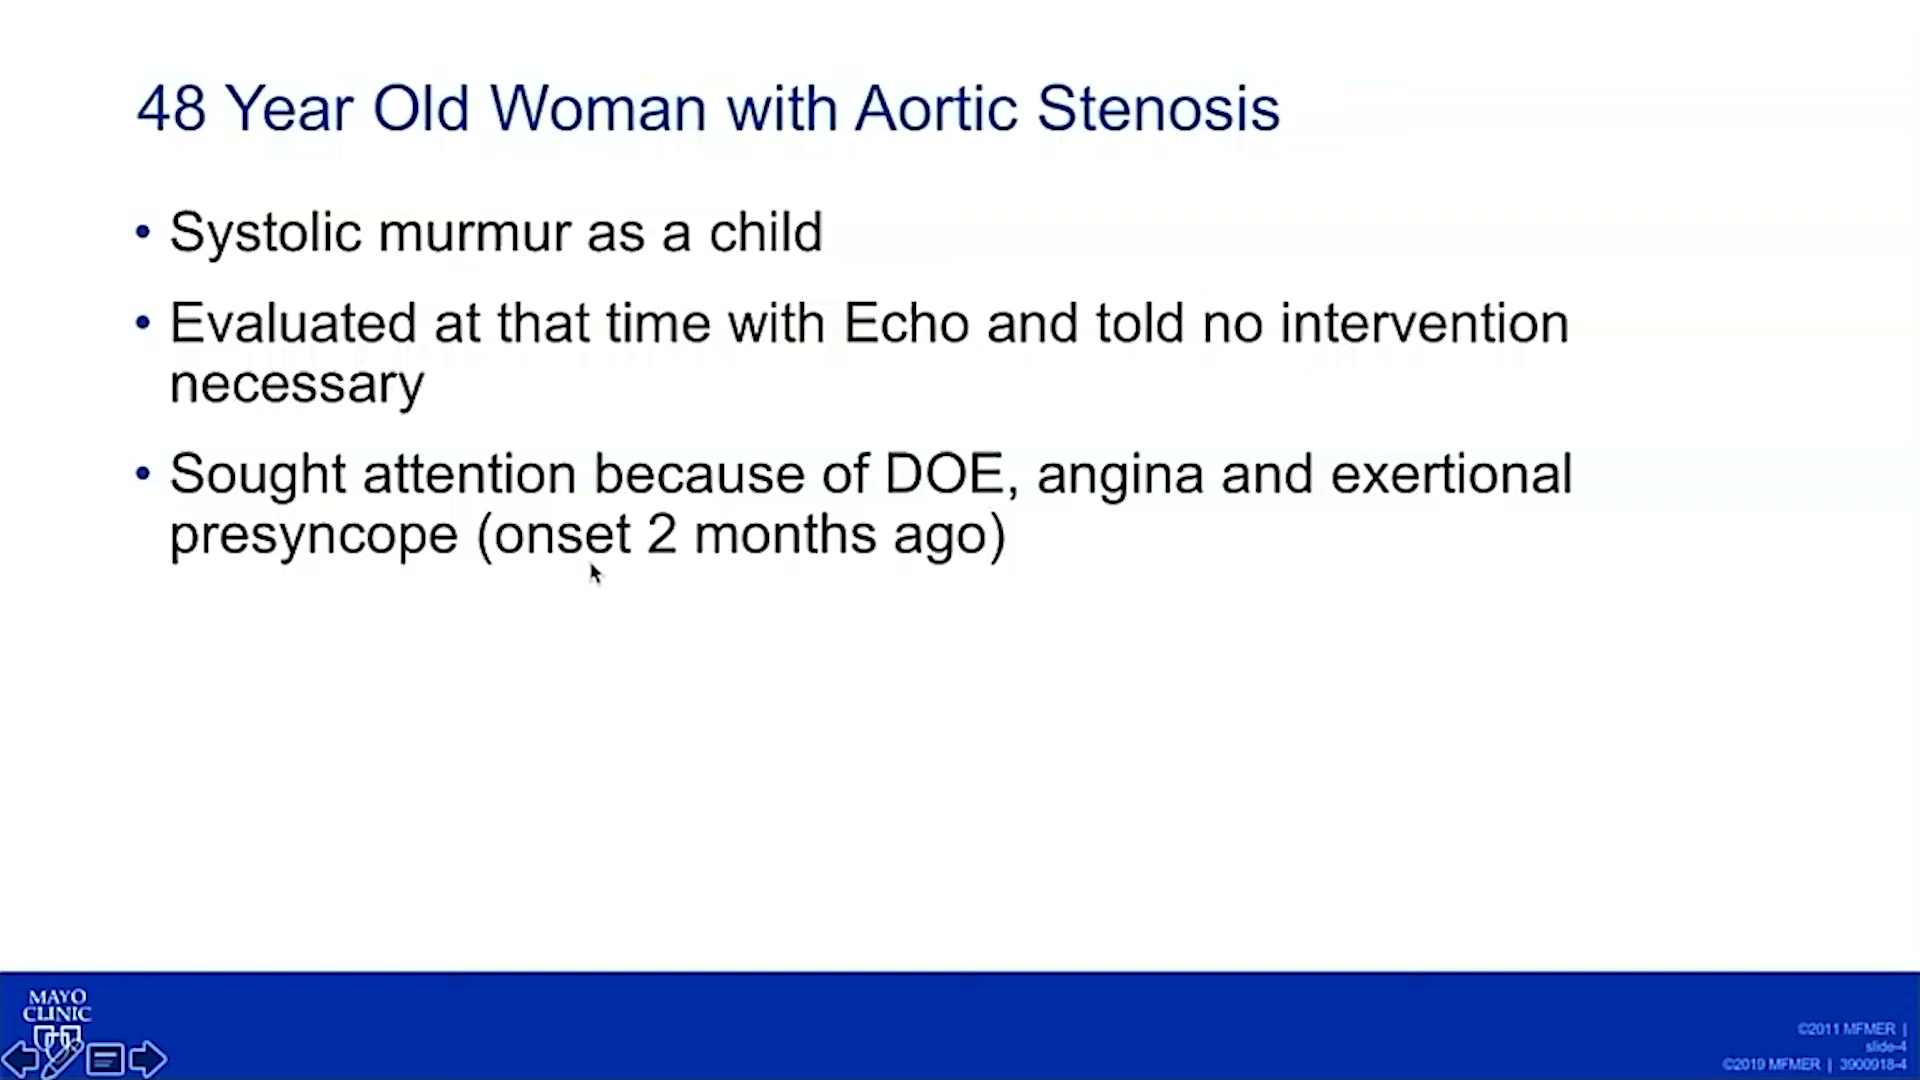 48 Year Old Woman with Aortic Stenosis
• Systolic murmur as a child
• Evaluated at that time with Echo and told no intervention
necessary
• Sought attention because of DOE, angina and exertional
presyncope (onset 2 months ago)
MAYO
CLINIC
©2011 MFMER |
slide-4
©2019 MFMER | 3900918-4